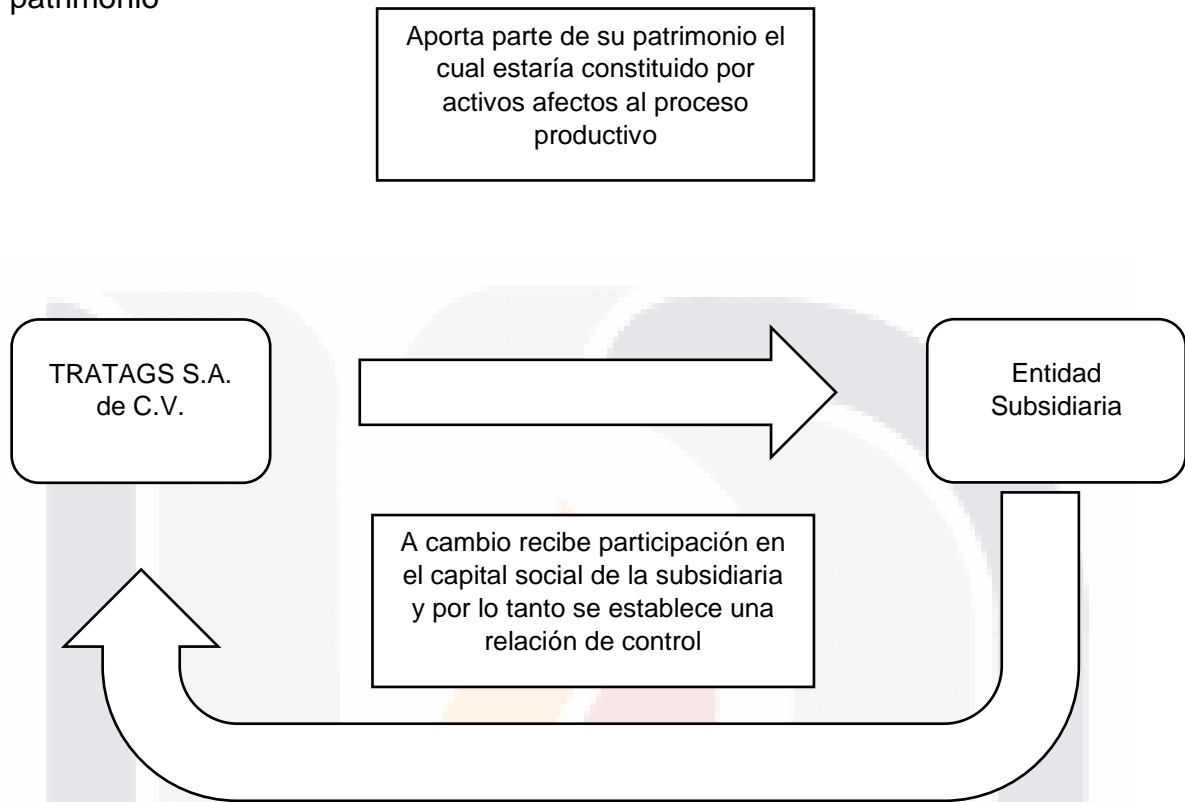 patrimonio
Aporta parte de su patrimonio el
cual estaría constituido por
activos afectos al proceso
productivo
TRATAGS S.A.
de C.V.
Entidad
Subsidiaria
A cambio recibe participación en
el capital social de la subsidiaria
y por lo tanto se establece una
relación de control